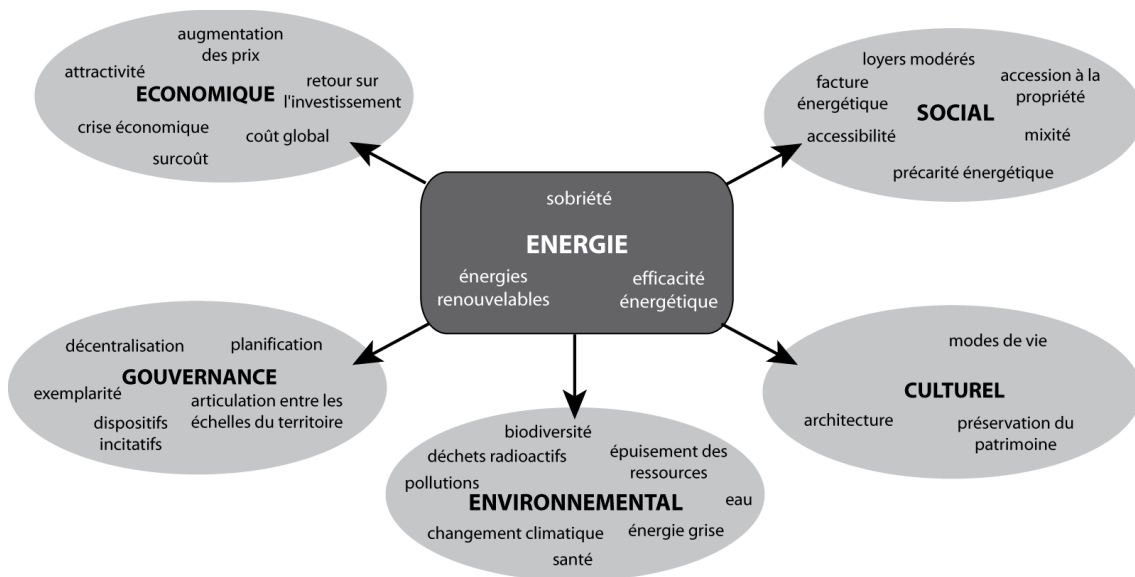 augmentation
des prix
attractivité
ECONOMIQUE
retour sur
l'investissement
crise économique
coût global
surcoût
loyers modérés
facture
énergétique
accession à la
propriété
SOCIAL
accessibilité
mixité
précarité énergétique
sobriété
ENERGIE
énergies
renouvelables
efficacité
énergétique
décentralisation
planification
GOUVERNANCE
exemplarité
articulation entre les
échelles du territoire
dispositifs
incitatifs
biodiversité
déchets radioactifs
épuisement des
ressources
pollutions
ENVIRONNEMENTAL
eau
changement climatique
énergie grise
santé
modes de vie
CULTUREL
architecture
préservation du
patrimoine